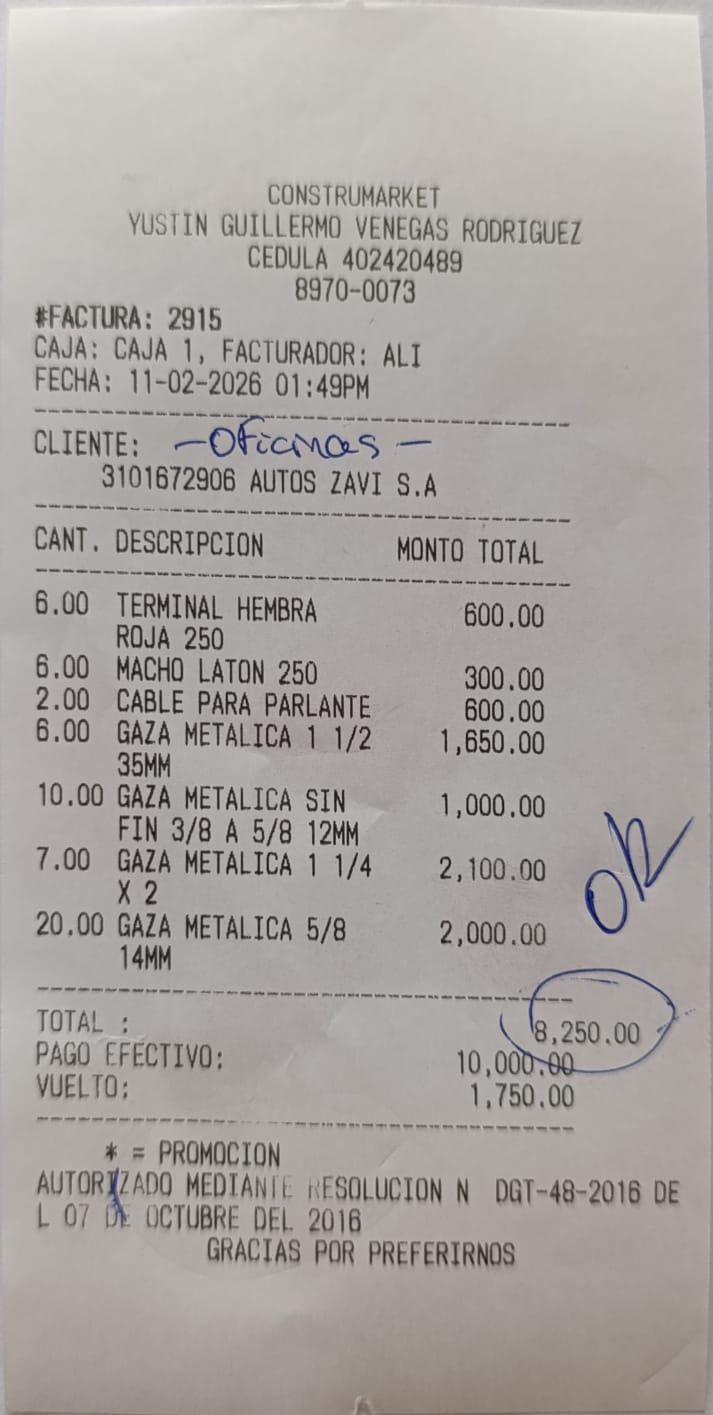 CONSTRUMARKET
YUSTIN GUILLERMO VENEGAS RODRIGUEZ
CEDULA 402420489
8970-0073
#FACTURA: 2915
CAJA: CAJA 1, FACTURADOR: ALI
FECHA: 11-02-2026 01:49PM
CLIENTE: -Oficinas-
3101672906 AUTOS ZAVI S.A
CANT. DESCRIPCION MONTO TOTAL
6.00 TERMINAL HEMBRA 600.00
ROJA 250
6.00 MACHO LATON 250 300.00
2.00 CABLE PARA PARLANTE 600.00
6.00 GAZA METALICA 1 1/2 1,650.00
35MM
10.00 GAZA METALICA SIN 1,000.00
FIN 3/8 A 5/8 12MM
7.00 GAZA METALICA 1 1/4 2,100.00
X 2
20.00 GAZA METALICA 5/8 2,000.00
14MM
OK
TOTAL : 8,250.00
PAGO EFECTIVO: 10,000.00
VUELTO: 1,750.00
* = PROMOCION
AUTORIZADO MEDIANTE RESOLUCION N DGT-48-2016 DE
L 07 DE OCTUBRE DEL 2016
GRACIAS POR PREFERIRNOS